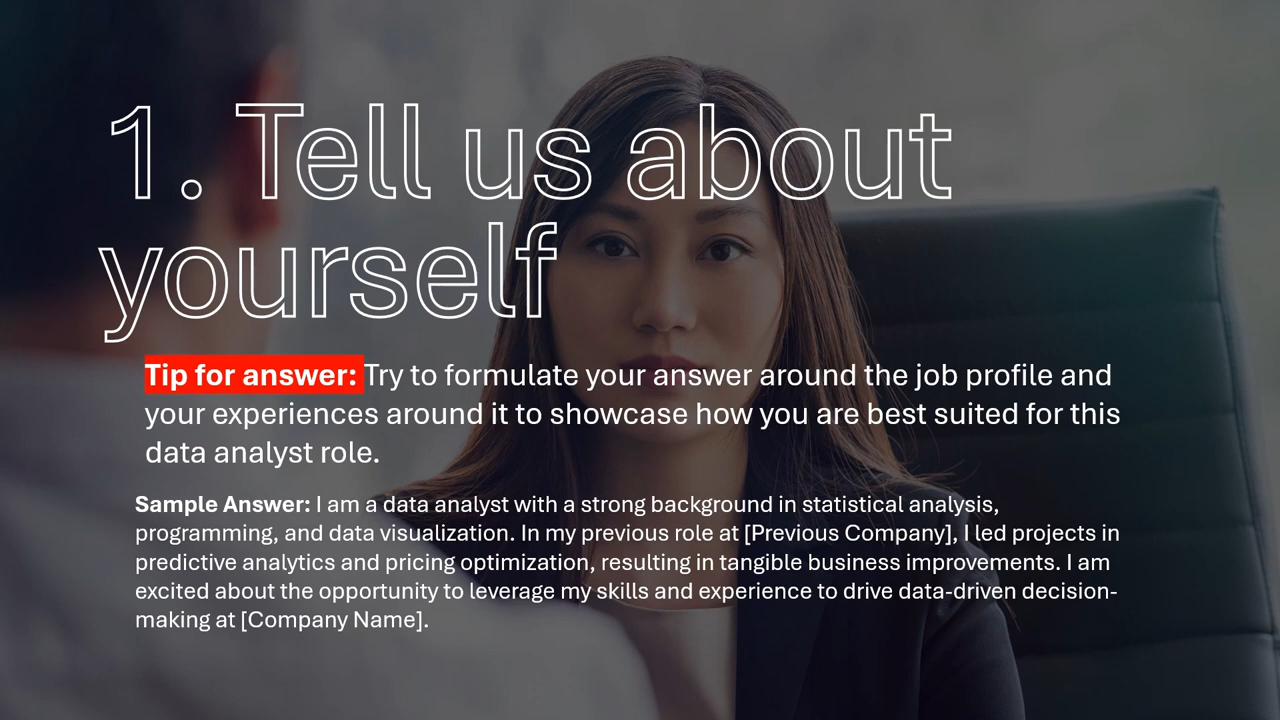 1. Tell us about
yourself
Tip for answer: Try to formulate your answer around the job profile and
your experiences around it to showcase how you are best suited for this
data analyst role.
Sample Answer: I am a data analyst with a strong background in statistical analysis,
programming, and data visualization. In my previous role at [Previous Company], I led projects in
predictive analytics and pricing optimization, resulting in tangible business improvements. I am
excited about the opportunity to leverage my skills and experience to drive data-driven decision-
making at [Company Name].